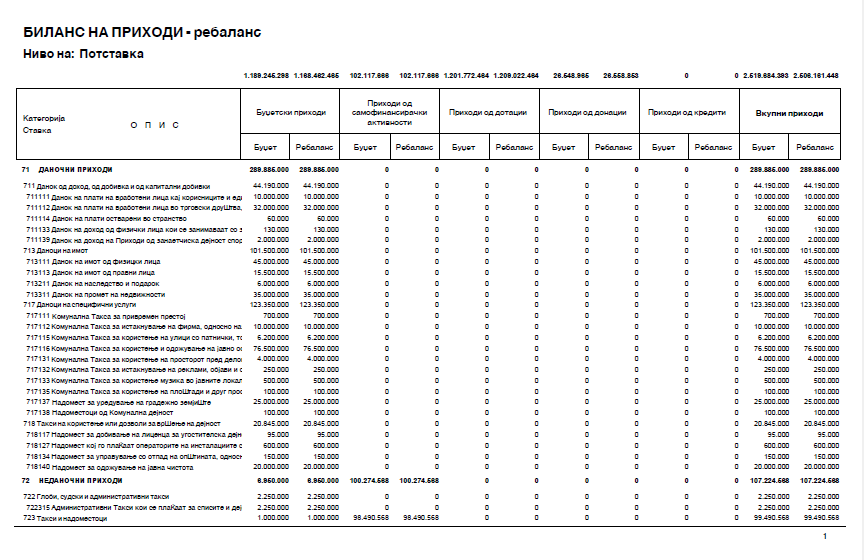 БИЛАНС НА ПРИХОДИ - ребаланс
Ниво на: Потставка
1.189.245.298 1.168.462.465 102.117.666 102.117.666 1.201.772.464 1.209.022.464 26.548.965 26.558.853 0 0 2.519.684.393 2.506.161.448
Категорија Ставка О П И С Буџетски приходи Приходи од самофинансирачки активности Приходи од дотации Приходи од донации Приходи од кредити Вкупни приходи
Буџет Ребаланс Буџет Ребаланс Буџет Ребаланс Буџет Ребаланс Буџет Ребаланс Буџет Ребаланс
71 ДАНОЧНИ ПРИХОДИ 289.885.000 289.885.000 0 0 0 0 0 0 0 0 289.885.000 289.885.000
711 Данок од доход, од добивка и од капитални добивки 44.190.000 44.190.000 0 0 0 0 0 0 0 0 44.190.000 44.190.000
711111 Данок на плати на вработени лица кај корисниците и ед 10.000.000 10.000.000 0 0 0 0 0 0 0 0 10.000.000 10.000.000
711112 Данок на плати на вработени лица во трговски друШтва, 32.000.000 32.000.000 0 0 0 0 0 0 0 0 32.000.000 32.000.000
711114 Данок на плати остварени во странство 60.000 60.000 0 0 0 0 0 0 0 0 60.000 60.000
711133 Данок на доход од физички лица кои се занимаваат со з 130.000 130.000 0 0 0 0 0 0 0 0 130.000 130.000
711139 Данок на доход на Приходи од занаетчиска дејност спор 2.000.000 2.000.000 0 0 0 0 0 0 0 0 2.000.000 2.000.000
713 Даноци на имот 101.500.000 101.500.000 0 0 0 0 0 0 0 0 101.500.000 101.500.000
713111 Данок на имот од физицки лица 45.000.000 45.000.000 0 0 0 0 0 0 0 0 45.000.000 45.000.000
713113 Данок на имот од правни лица 15.500.000 15.500.000 0 0 0 0 0 0 0 0 15.500.000 15.500.000
713211 Данок на наследство и подарок 6.000.000 6.000.000 0 0 0 0 0 0 0 0 6.000.000 6.000.000
713311 Данок на промет на недвижности 35.000.000 35.000.000 0 0 0 0 0 0 0 0 35.000.000 35.000.000
717 Даноци на специфични услуги 123.350.000 123.350.000 0 0 0 0 0 0 0 0 123.350.000 123.350.000
717111 Комунална Такса за привремен престој 700.000 700.000 0 0 0 0 0 0 0 0 700.000 700.000
717112 Комунална Такса за истакнување на фирма, односно на 10.000.000 10.000.000 0 0 0 0 0 0 0 0 10.000.000 10.000.000
717115 Комунална Такса за користење на улици со патнички, то 6.200.000 6.200.000 0 0 0 0 0 0 0 0 6.200.000 6.200.000
717116 Комунална Такса за користење и одржување на јавно ос 76.500.000 76.500.000 0 0 0 0 0 0 0 0 76.500.000 76.500.000
717131 Комунална Такса за користење на просторот пред дело 4.000.000 4.000.000 0 0 0 0 0 0 0 0 4.000.000 4.000.000
717132 Комунална Такса за истакнување на реклами, објави и о 250.000 250.000 0 0 0 0 0 0 0 0 250.000 250.000
717133 Комунална Такса за користење музика во јавните локал 500.000 500.000 0 0 0 0 0 0 0 0 500.000 500.000
717135 Комунална Такса за користење на плоШтади и друг прос 100.000 100.000 0 0 0 0 0 0 0 0 100.000 100.000
717137 Надомест за уредување на градежно земјиШте 25.000.000 25.000.000 0 0 0 0 0 0 0 0 25.000.000 25.000.000
717138 Надоместоци од Комунална дејност 100.000 100.000 0 0 0 0 0 0 0 0 100.000 100.000
718 Такси на користење или дозволи за врШење на дејност 20.845.000 20.845.000 0 0 0 0 0 0 0 0 20.845.000 20.845.000
718117 Надомест за добивање на лиценца за угостителска дејн 95.000 95.000 0 0 0 0 0 0 0 0 95.000 95.000
718127 Надомест кој го плаКаат операторите на инсталациите с 600.000 600.000 0 0 0 0 0 0 0 0 600.000 600.000
718134 Надомест за управување со отпад на опШтината, односн 150.000 150.000 0 0 0 0 0 0 0 0 150.000 150.000
718140 Надомест за одржување на јавна чистота 20.000.000 20.000.000 0 0 0 0 0 0 0 0 20.000.000 20.000.000
72 НЕДАНОЧНИ ПРИХОДИ 6.950.000 6.950.000 100.274.568 100.274.568 0 0 0 0 0 0 107.224.568 107.224.568
722 Глоби, судски и административни такси 2.250.000 2.250.000 0 0 0 0 0 0 0 0 2.250.000 2.250.000
722315 Административни Такси кои се плаКаат за списите и деј 2.250.000 2.250.000 0 0 0 0 0 0 0 0 2.250.000 2.250.000
723 Такси и надоместоци 1.000.000 1.000.000 98.490.568 98.490.568 0 0 0 0 0 0 99.490.568 99.490.568
1